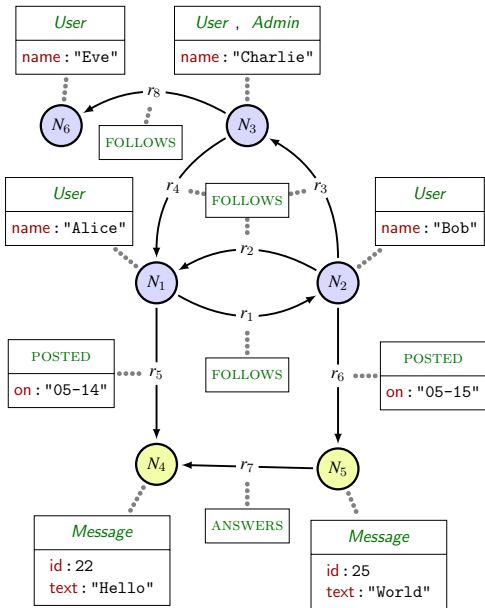 User
name : "Eve"
User , Admin
name : "Charlie"
r8
N6
N3
FOLLOWS
r4
r3
User
name : "Alice"
FOLLOWS
User
name : "Bob"
r2
N1
N2
r1
POSTED
on : "05-14"
r5
FOLLOWS
r6
POSTED
on : "05-15"
N4
r7
N5
Message
id : 22
text : "Hello"
ANSWERS
Message
id : 25
text : "World"